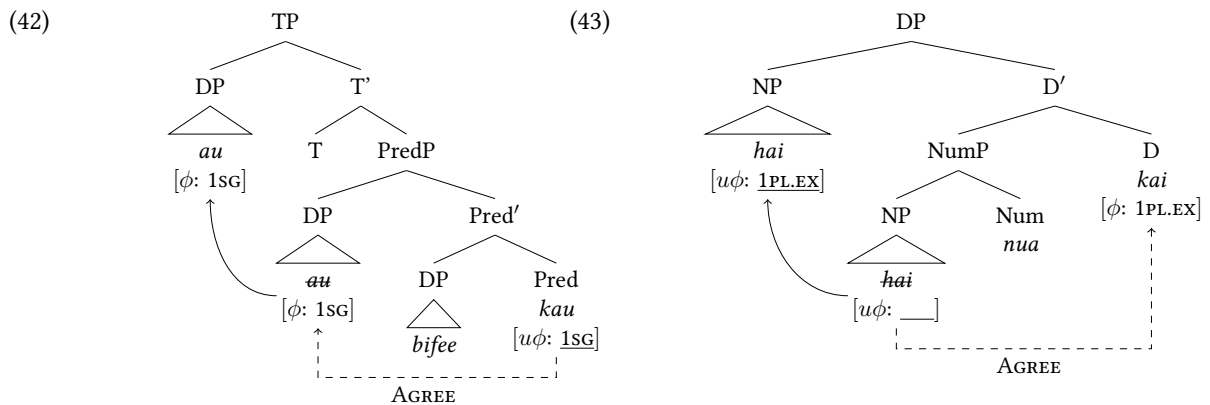 (42) TP (43) DP
DP T’ NP D′
au T PredP hai NumP D
[ϕ: 1SG] [uϕ: 1PL.EX] kai
DP Pred′ NP Num [ϕ: 1PL.EX]
au DP Pred hai nua
[ϕ: 1SG] kau [uϕ: ___]
bifee [uϕ: 1SG]
AGREE AGREE